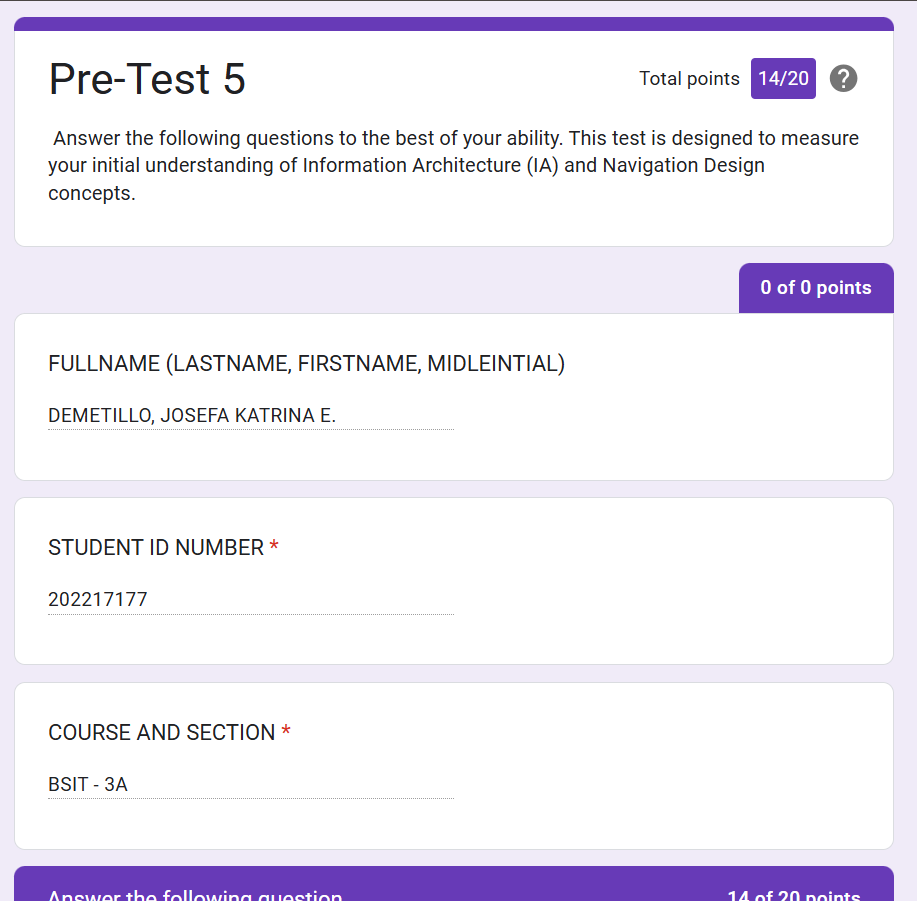 Pre-Test 5
Total points 14/20
Answer the following questions to the best of your ability. This test is designed to measure
your initial understanding of Information Architecture (IA) and Navigation Design
concepts.
0 of 0 points
FULLNAME (LASTNAME, FIRSTNAME, MIDLEINTIAL)
DEMETILLO, JOSEFA KATRINA E.
STUDENT ID NUMBER *
202217177
COURSE AND SECTION *
BSIT - 3A
Answer the following question
14 of 20 points